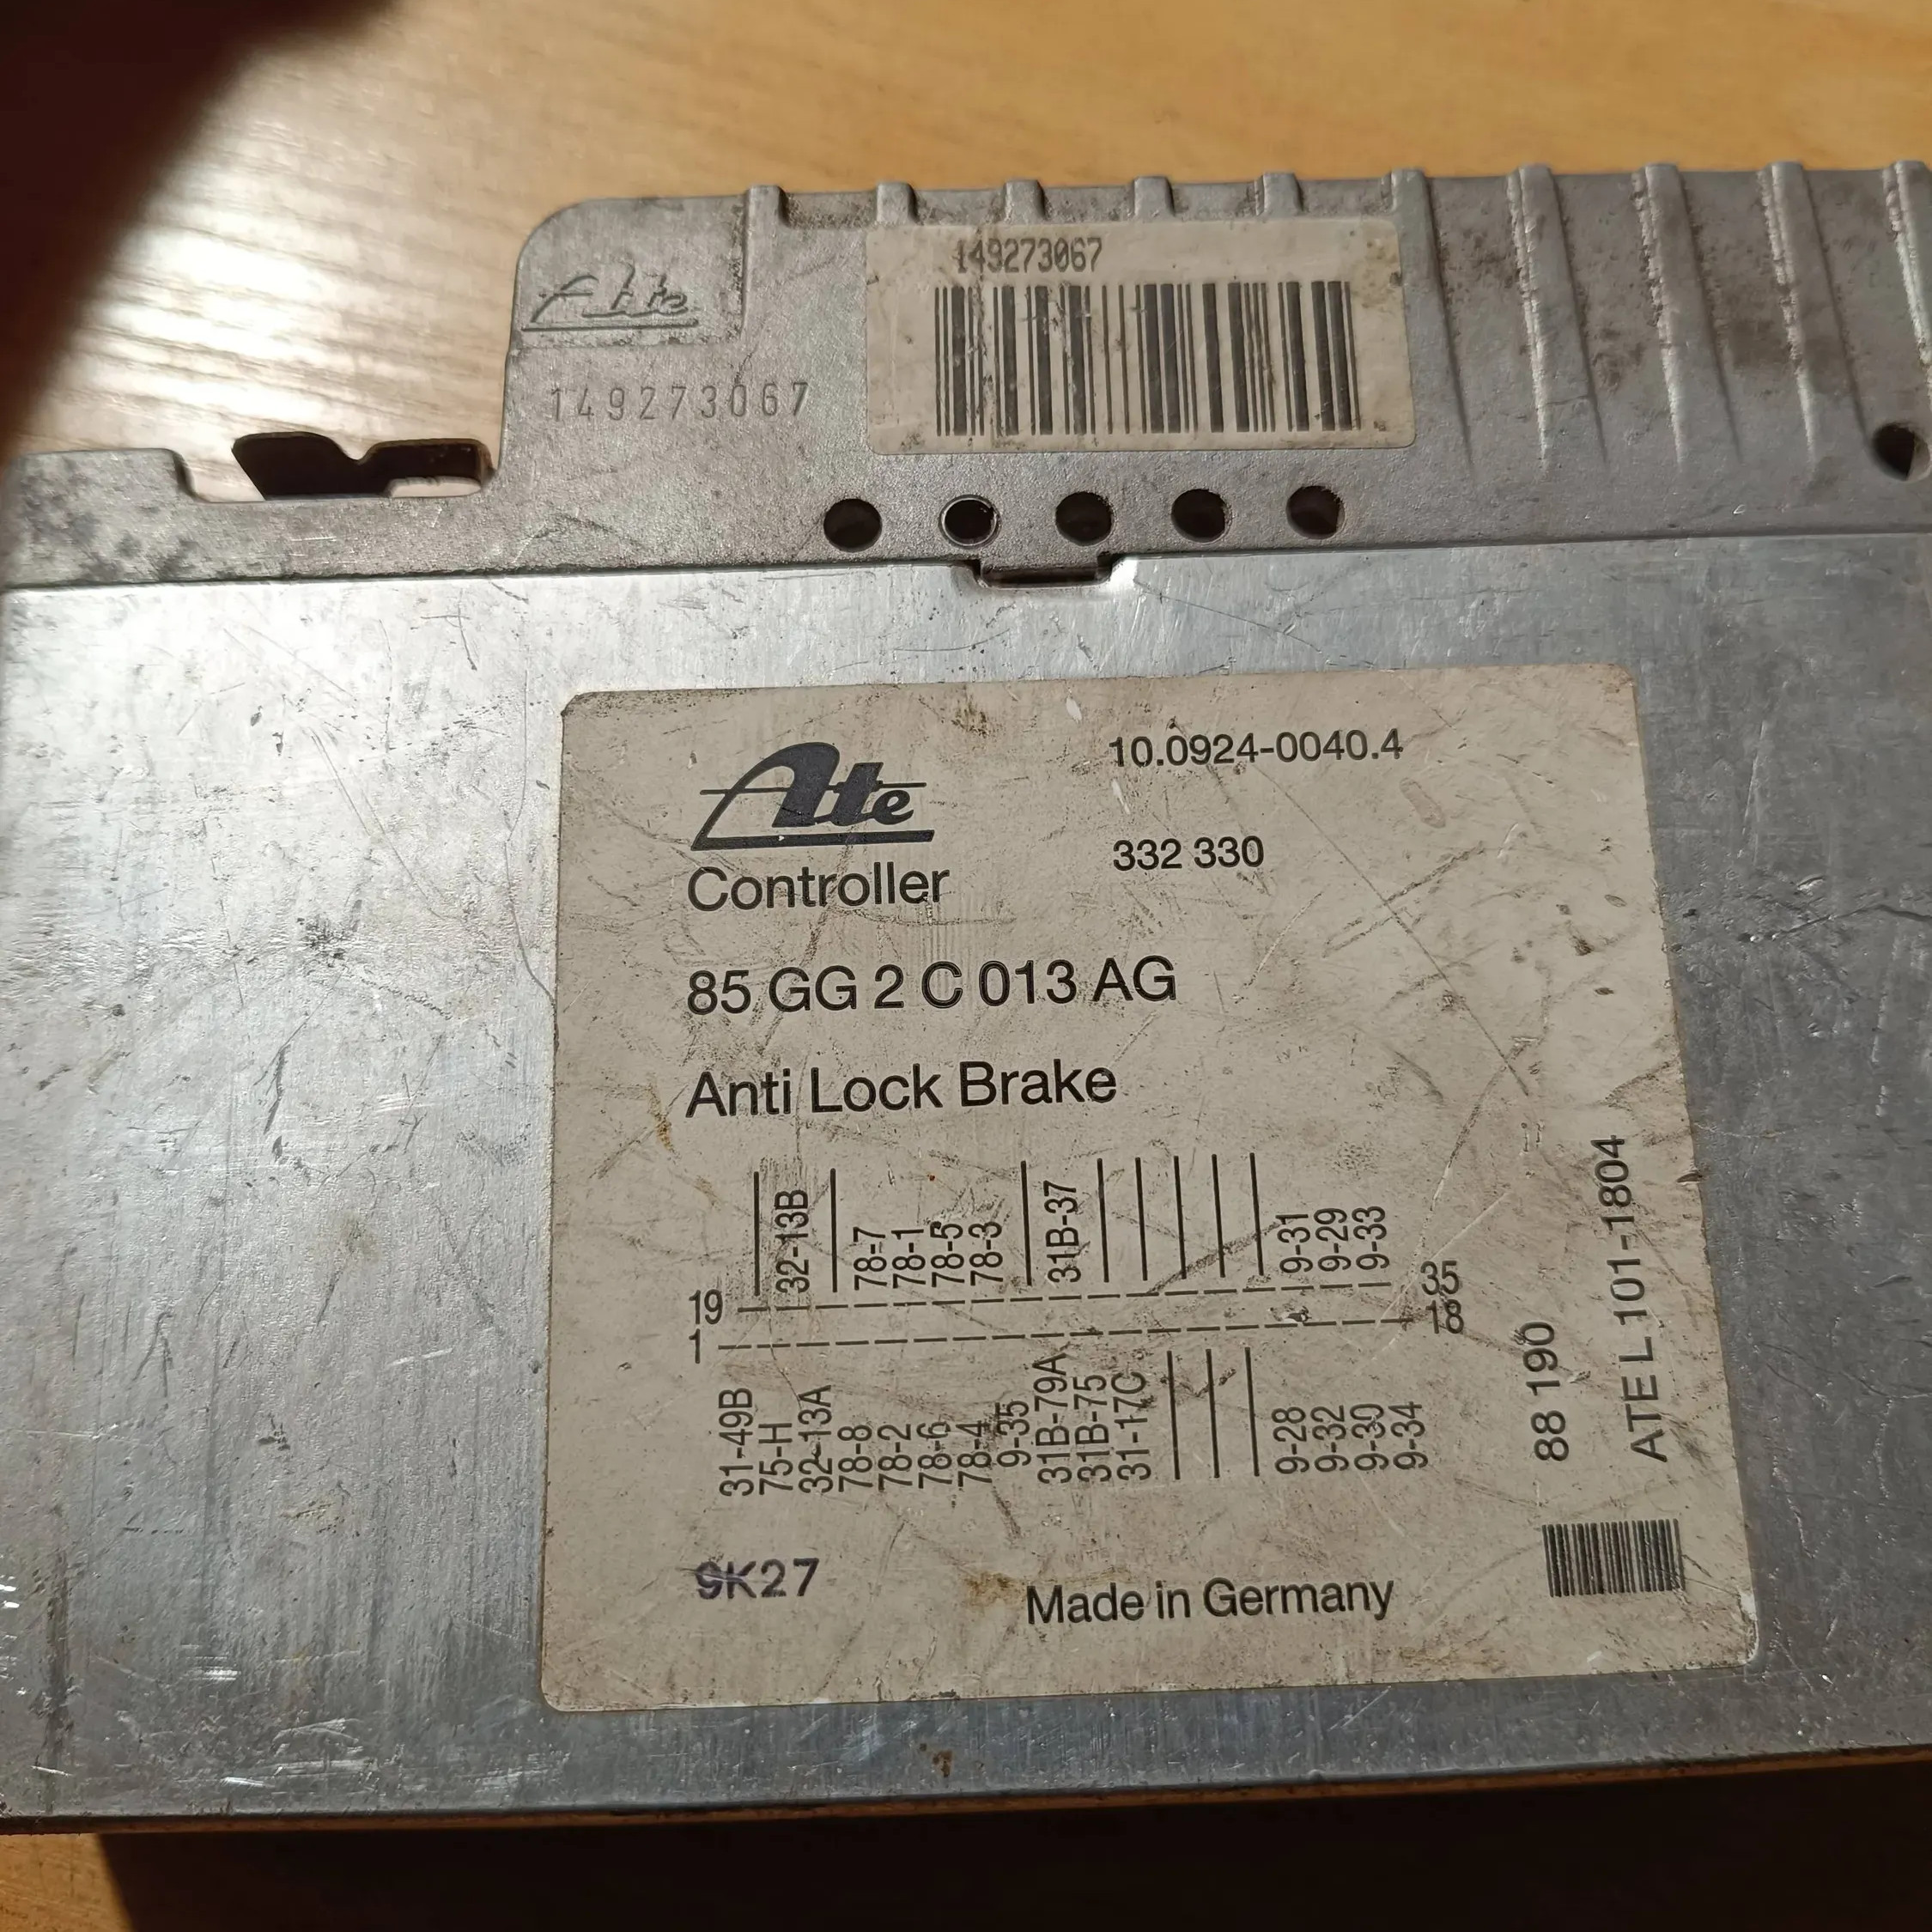 149273067
Ate
149273067
Ate
10.0924-0040.4
Controller
332 330
85 GG 2 C 013 AG
Anti Lock Brake
32-13B
78-7
78-1
78-5
78-3
31B-37
9-31
9-29
9-33
19
35
1
18
31-49B
75-H
32-13A
78-8
78-2
78-6
78-4
9-35
31B-79A
31B-75
31-17C
9-28
9-32
9-30
9-34
88 190
ATE L 101-1804
9K27
Made in Germany